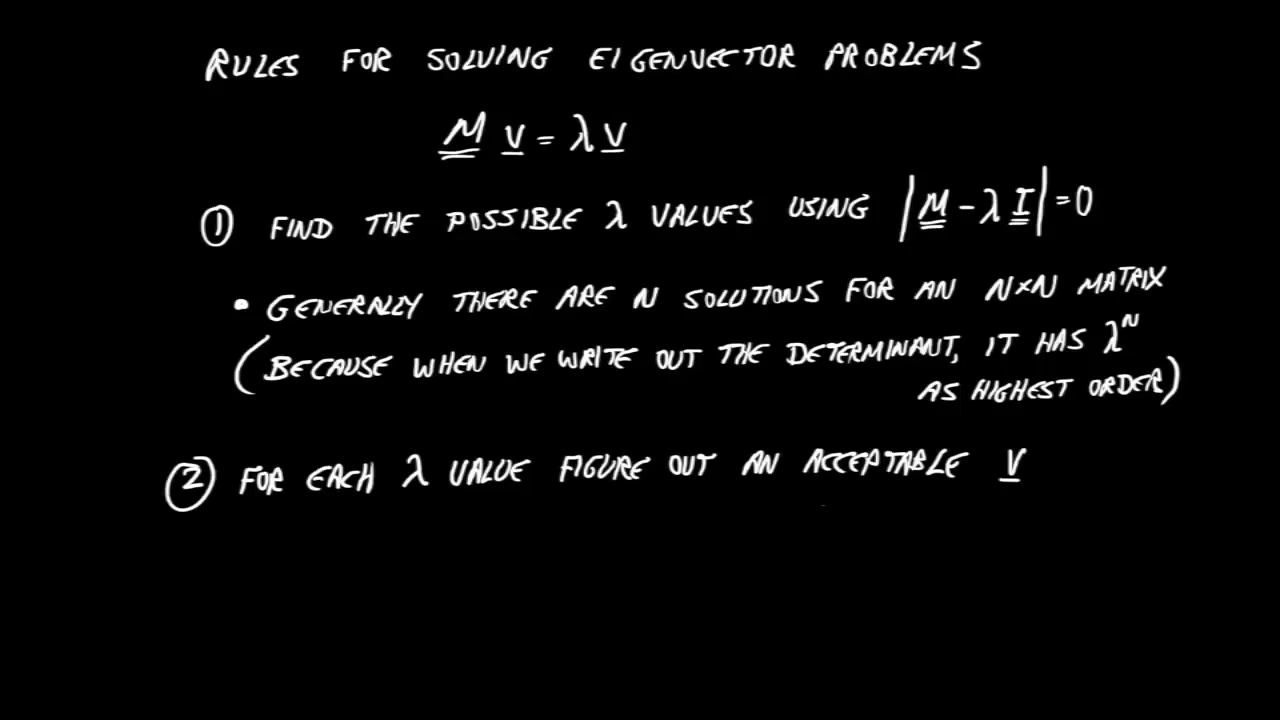 RULES FOR SOLVING EIGENVECTOR PROBLEMS
M V = λ V
① FIND THE POSSIBLE λ VALUES USING |M - λ I| = 0
• GENERALLY THERE ARE N SOLUTIONS FOR AN N×N MATRIX
(BECAUSE WHEN WE WRITE OUT THE DETERMINANT, IT HAS λᴺ
AS HIGHEST ORDER)
② FOR EACH λ VALUE FIGURE OUT AN ACCEPTABLE V